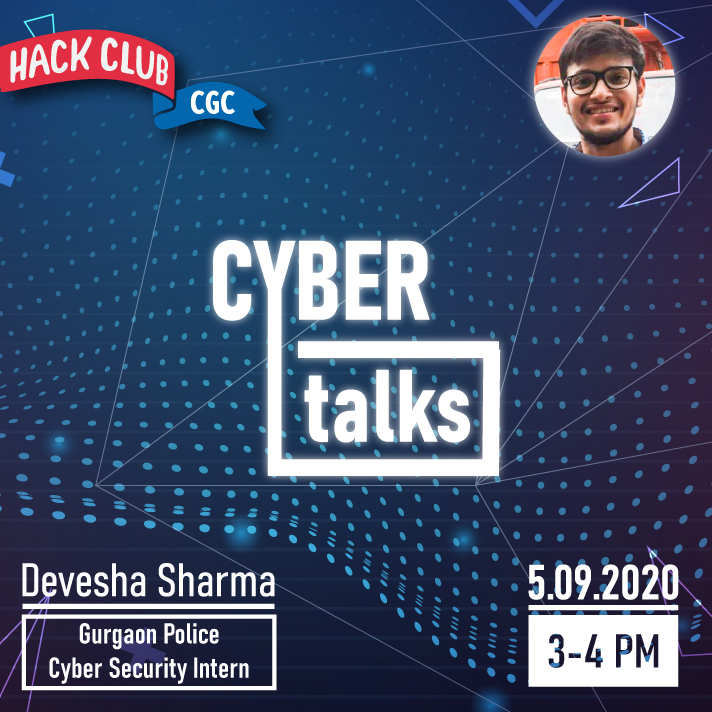 HACK CLUB
CGC
CYBER
talks
Devesha Sharma
Gurgaon Police
Cyber Security Intern
5.09.2020
3-4 PM